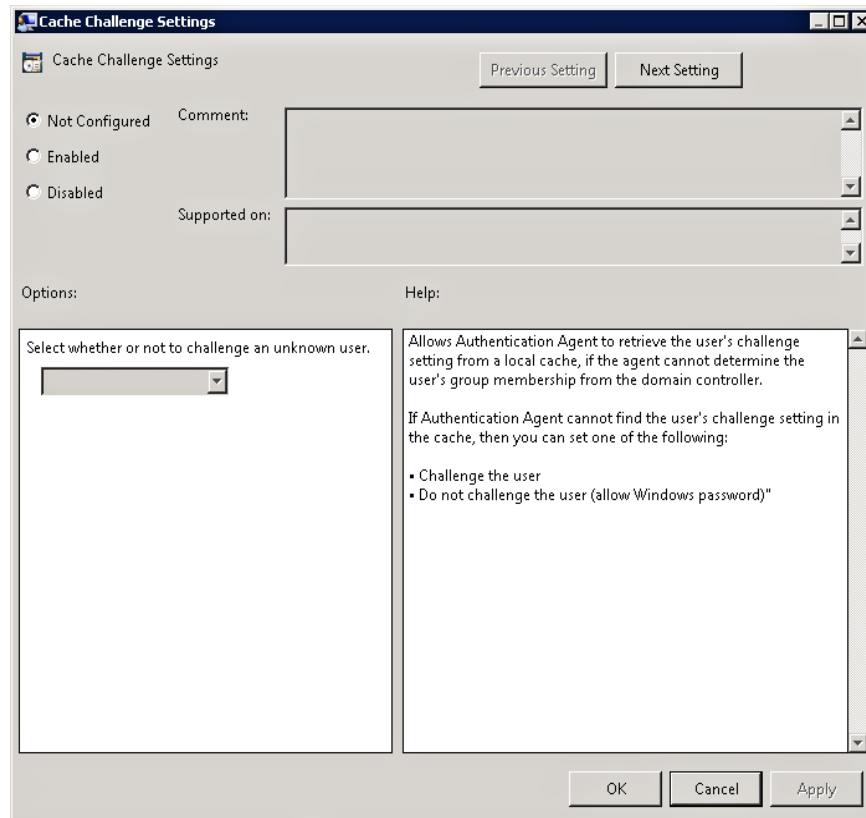 Cache Challenge Settings
Cache Challenge Settings
Previous Setting
Next Setting
Not Configured
Comment:
Enabled
Disabled
Supported on:
Options:
Help:
Select whether or not to challenge an unknown user.
Allows Authentication Agent to retrieve the user's challenge
setting from a local cache, if the agent cannot determine the
user's group membership from the domain controller.
If Authentication Agent cannot find the user's challenge setting in
the cache, then you can set one of the following:
▪ Challenge the user
▪ Do not challenge the user (allow Windows password)"
OK
Cancel
Apply